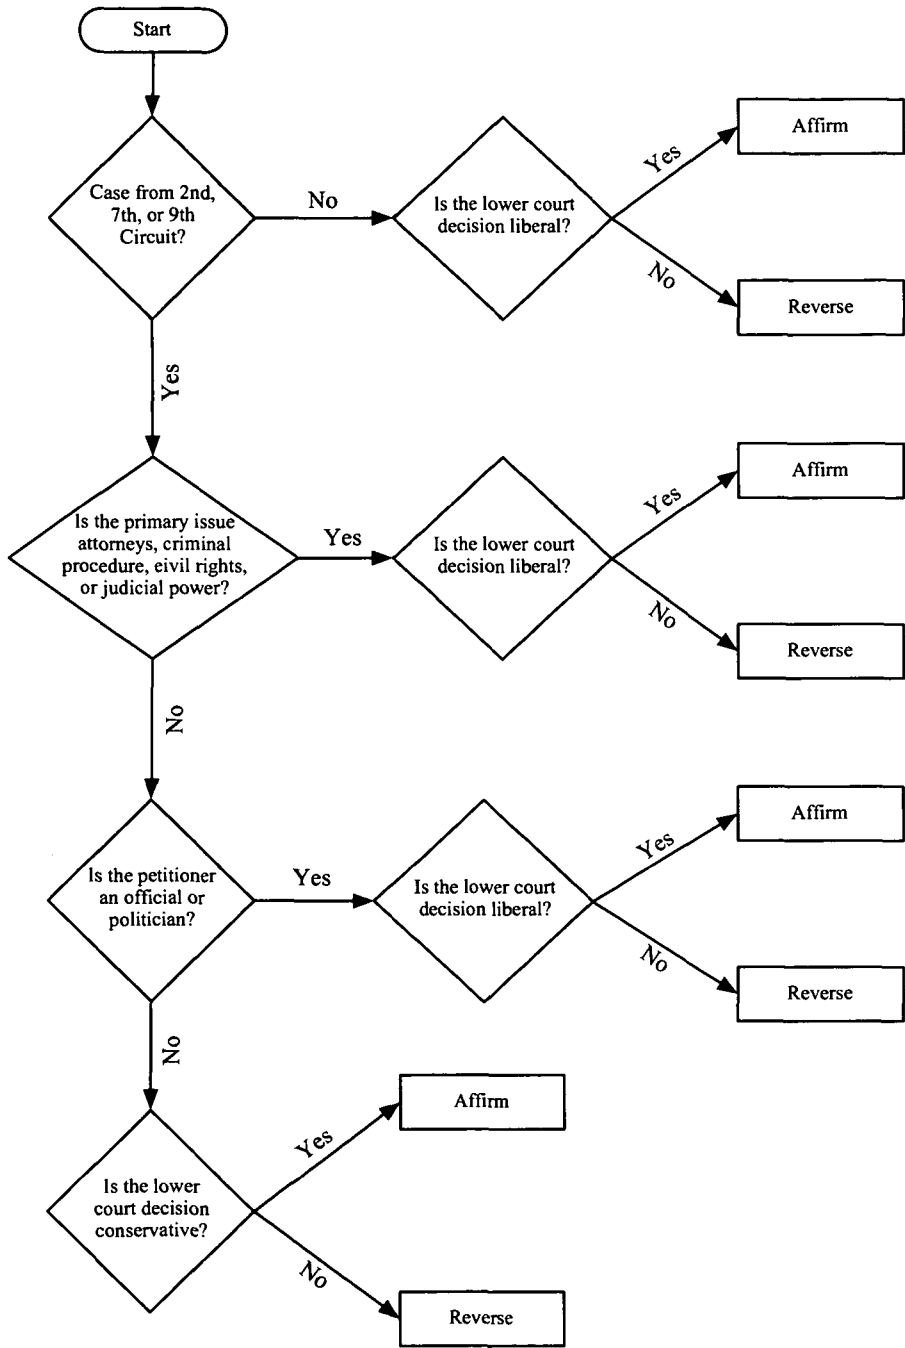 Start
Case from 2nd,
7th, or 9th
Circuit?
No
Is the lower court
decision liberal?
Yes
Affirm
No
Reverse
Yes
Is the primary issue
attorneys, criminal
procedure, eivil rights,
or judicial power?
Yes
Is the lower court
decision liberal?
Yes
Affirm
No
Reverse
No
Is the petitioner
an official or
politician?
Yes
Is the lower court
decision liberal?
Yes
Affirm
No
Reverse
No
Is the lower
court decision
conservative?
Yes
Affirm
No
Reverse